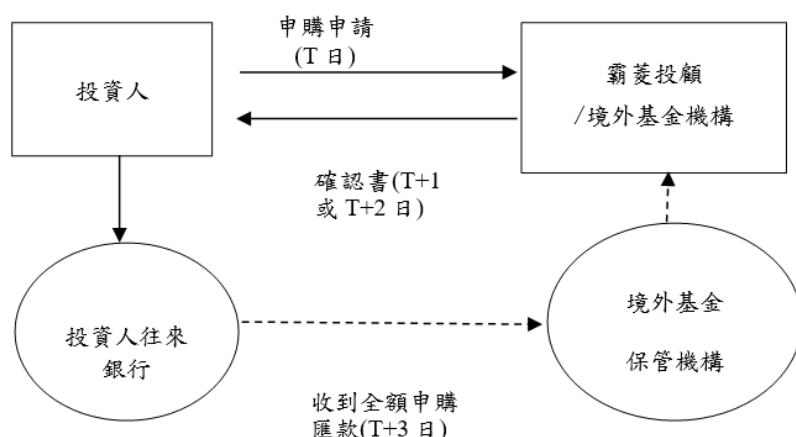 申購申請
(T 日)
投資人
霸菱投顧
/境外基金機構
確認書(T+1
或 T+2 日)
投資人往來
銀行
境外基金
保管機構
收到全額申購
匯款(T+3 日)